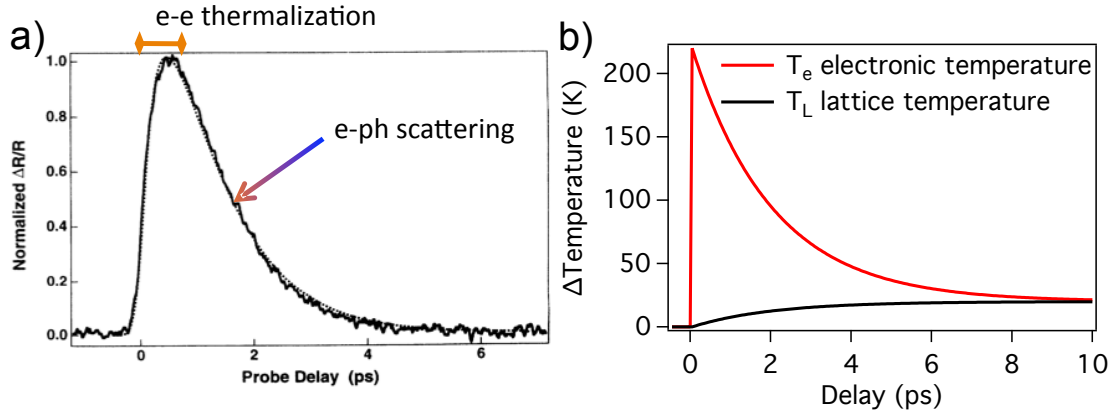 e-e thermalization
a)
1.0
0.8
0.6
0.4
0.2
0.0
Normalized ΔR/R
e-ph scattering
0
2
4
6
Probe Delay (ps)
b)
200
150
100
50
0
ΔTemperature (K)
Te electronic temperature
TL lattice temperature
0
2
4
6
8
10
Delay (ps)